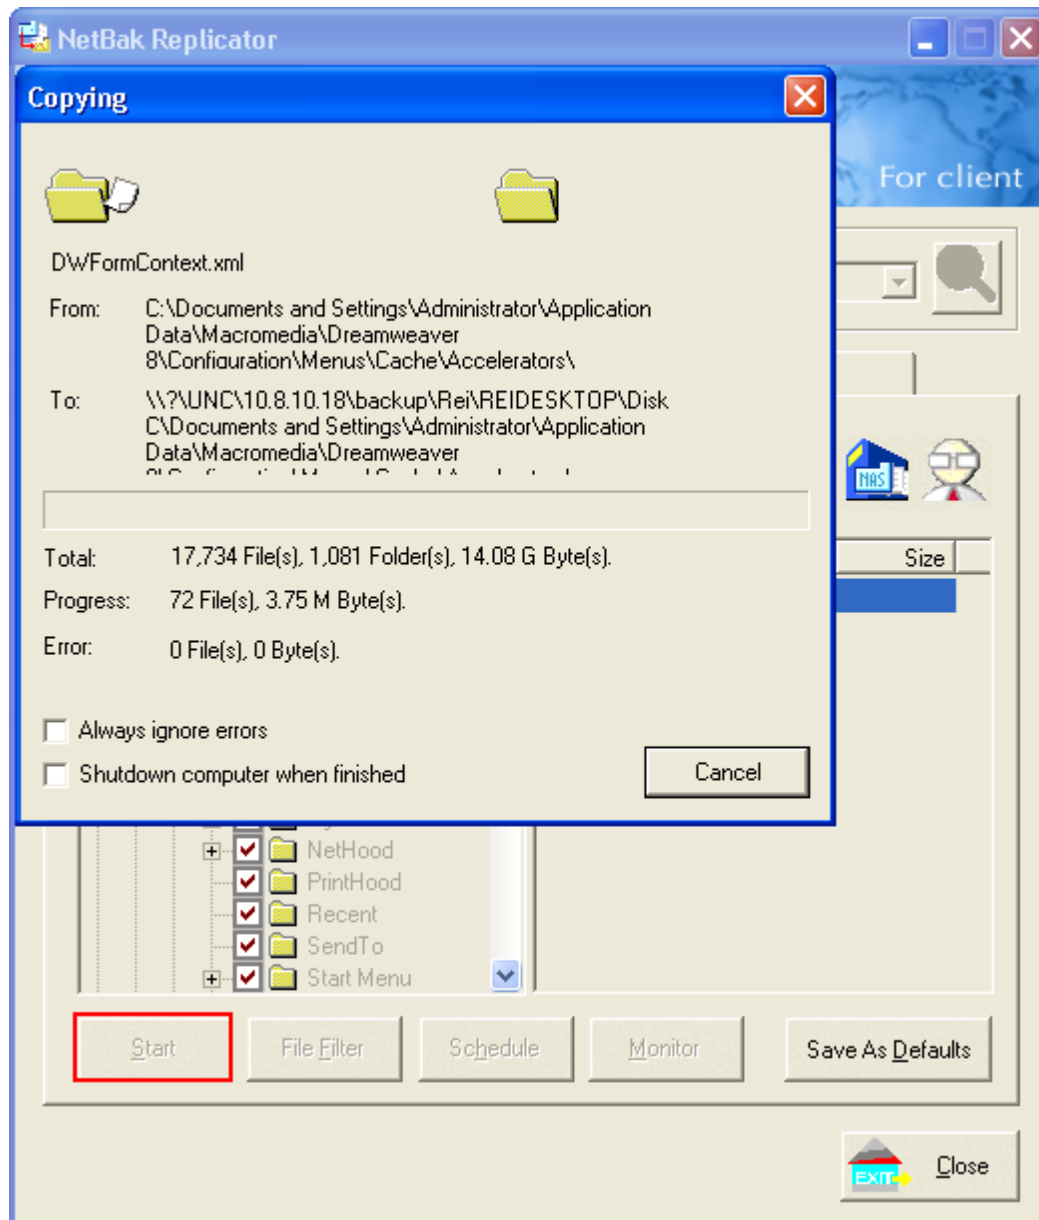 NetBak Replicator
Copying
For client
DWFormContext.xml
From: C:\Documents and Settings\Administrator\Application
Data\Macromedia\Dreamweaver
8\Configuration\Menus\Cache\Accelerators\
To: \\?\UNC\10.8.10.18\backup\Rei\REIDESKTOP\Disk
C\Documents and Settings\Administrator\Application
Data\Macromedia\Dreamweaver
NAS
Size
Total: 17,734 File(s), 1,081 Folder(s), 14.08 G Byte(s).
Progress: 72 File(s), 3.75 M Byte(s).
Error: 0 File(s), 0 Byte(s).
Always ignore errors
Shutdown computer when finished
Cancel
NetHood
PrintHood
Recent
SendTo
Start Menu
Start File Filter Schedule Monitor Save As Defaults
EXIT Close